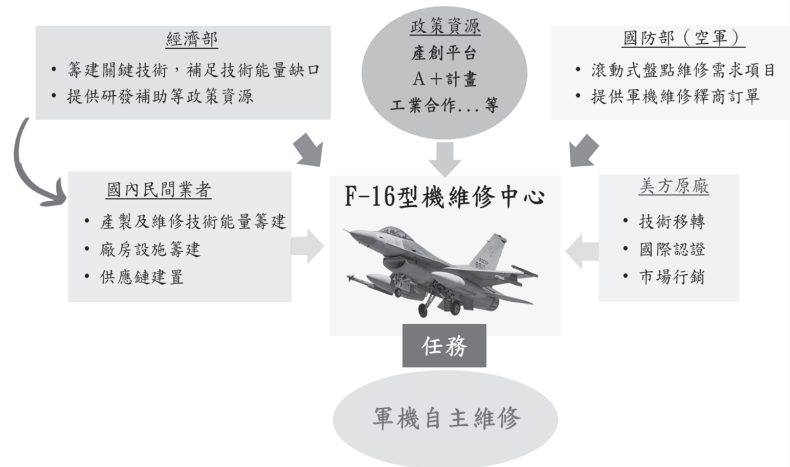 經濟部
• 籌建關鍵技術，補足技術能量缺口
• 提供研發補助等政策資源
政策資源
產創平台
A＋計畫
工業合作...等
國防部（空軍）
• 滾動式盤點維修需求項目
• 提供軍機維修釋商訂單
國內民間業者
• 產製及維修技術能量籌建
• 廠房設施籌建
• 供應鏈建置
F-16型機維修中心
美方原廠
• 技術移轉
• 國際認證
• 市場行銷
任務
軍機自主維修